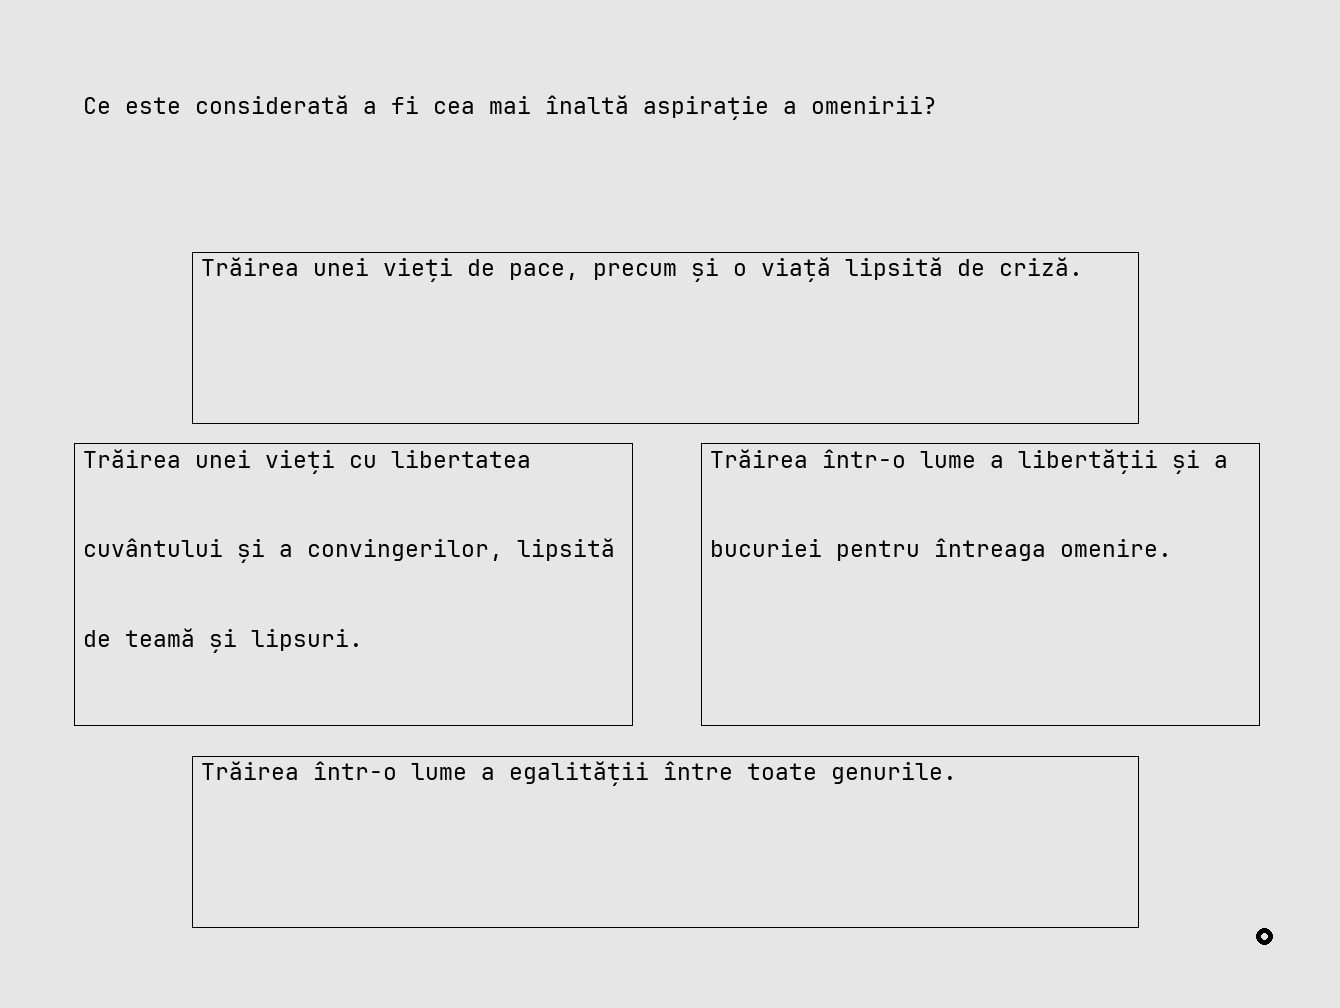 Ce este considerată a fi cea mai înaltă aspirație a omenirii?
Trăirea unei vieți de pace, precum și o viață lipsită de criză.
Trăirea unei vieți cu libertatea
cuvântului și a convingerilor, lipsită
de teamă și lipsuri.
Trăirea într-o lume a libertății și a
bucuriei pentru întreaga omenire.
Trăirea într-o lume a egalității între toate genurile.